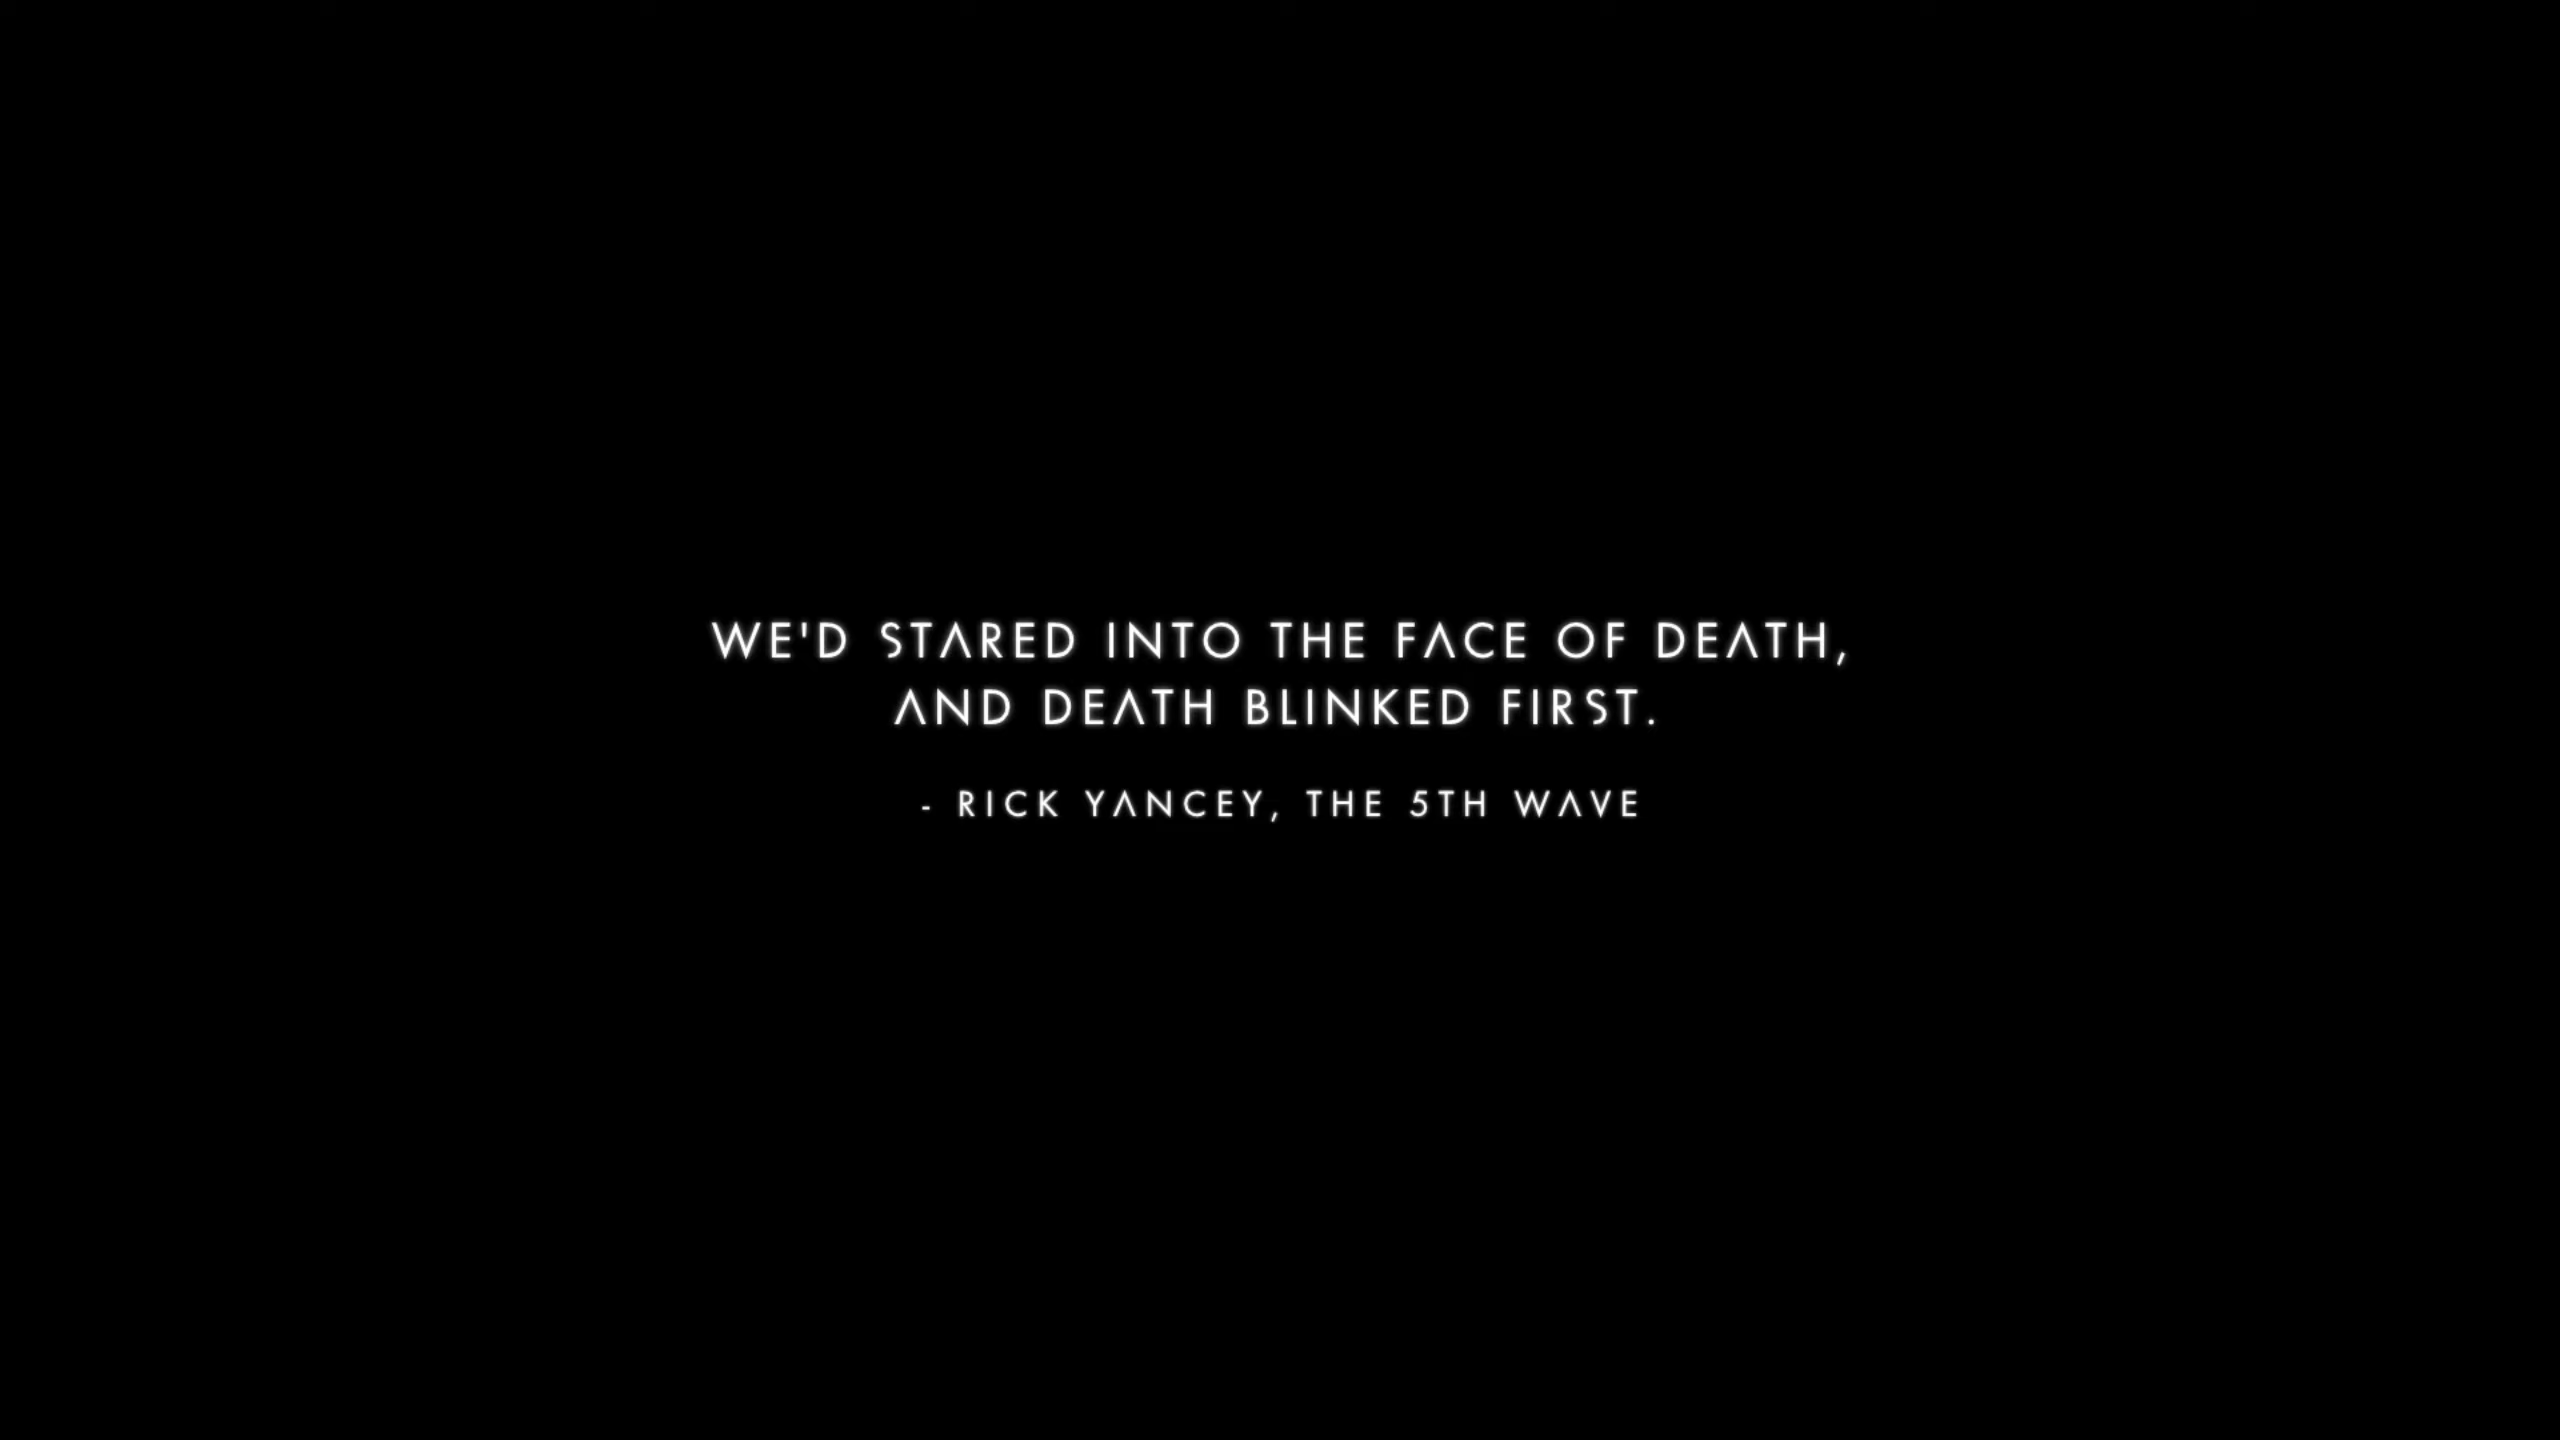 WE'D STARED INTO THE FACE OF DEATH,
AND DEATH BLINKED FIRST.
- RICK YANCEY, THE 5TH WAVE